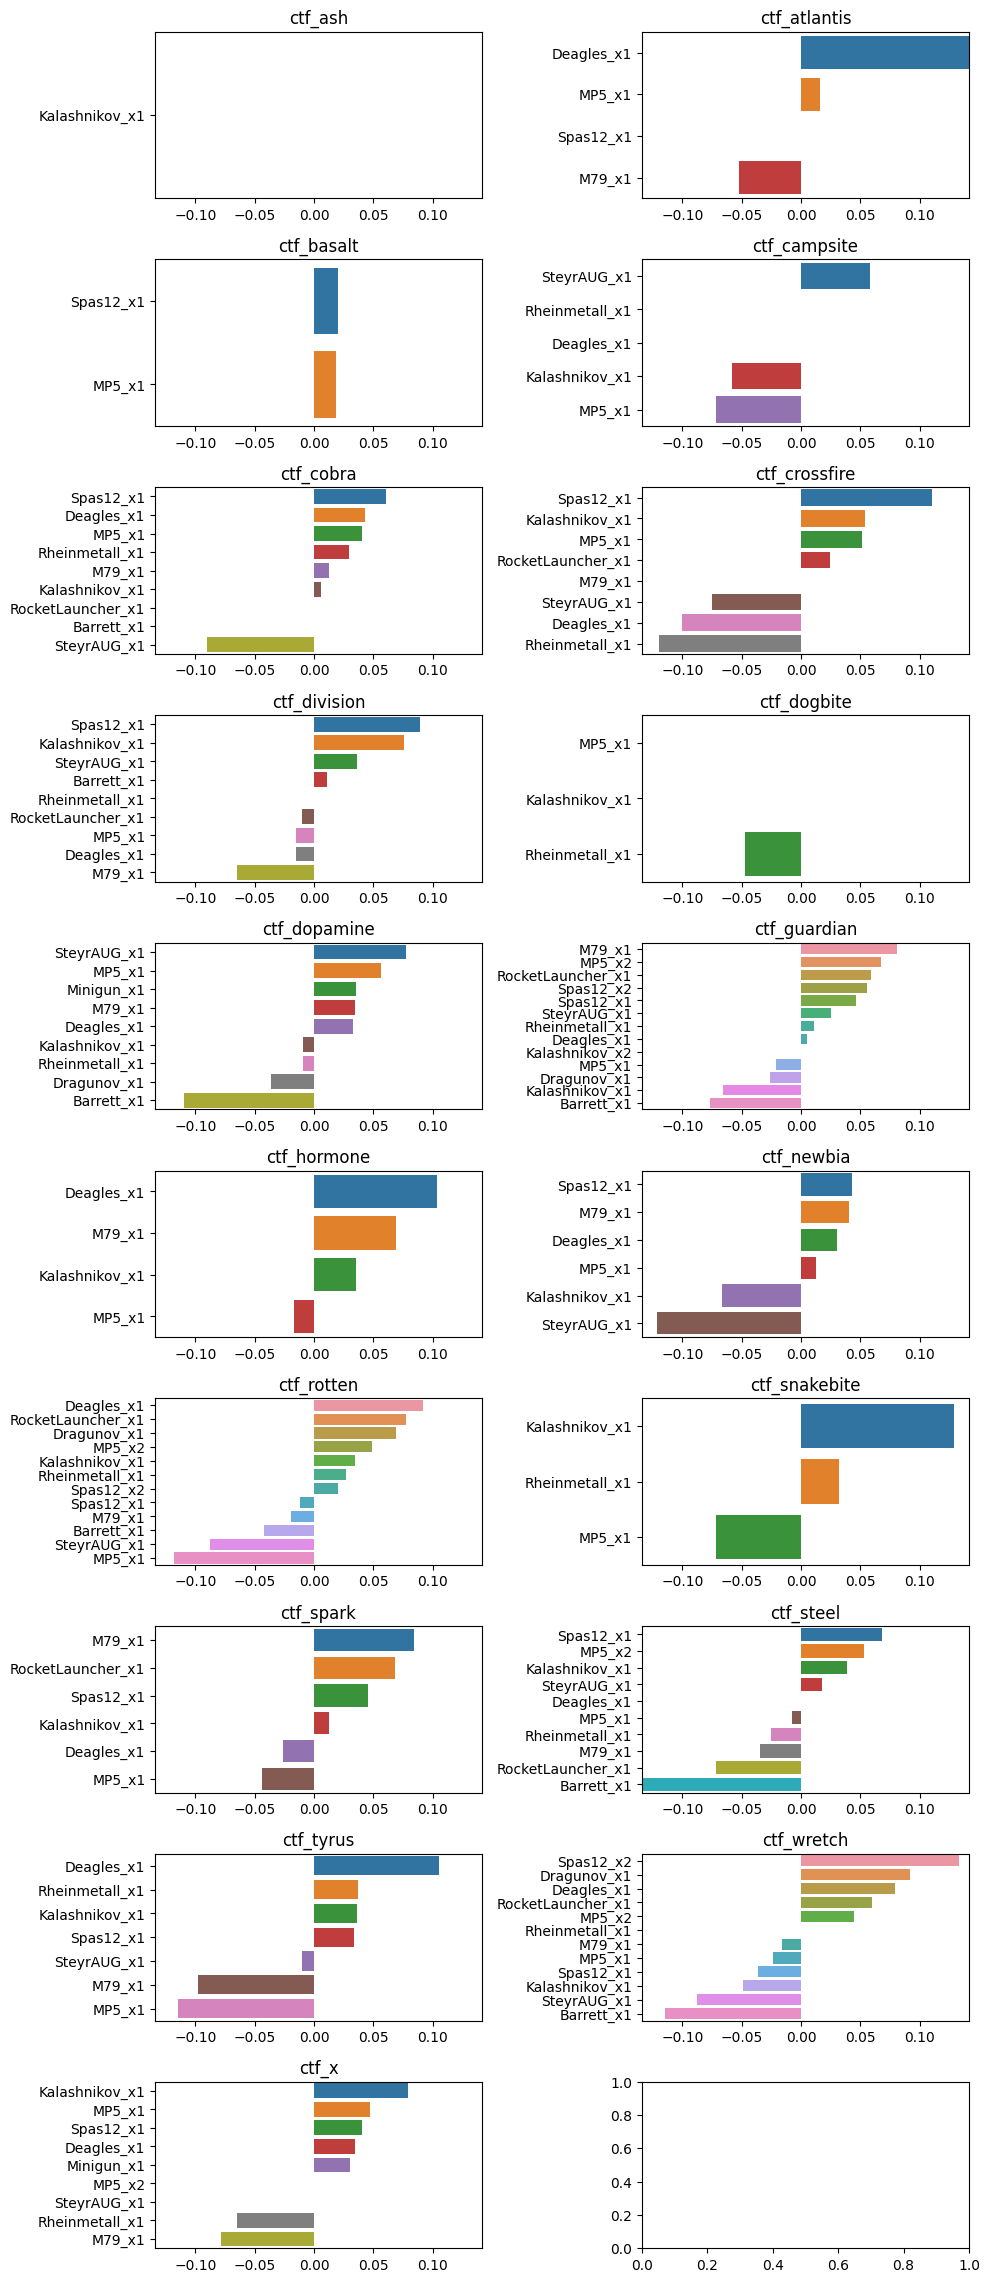 ctf_ash
Kalashnikov_x1
−0.10 −0.05 0.00 0.05 0.10
ctf_atlantis
Deagles_x1
MP5_x1
Spas12_x1
M79_x1
−0.10 −0.05 0.00 0.05 0.10
ctf_basalt
Spas12_x1
MP5_x1
−0.10 −0.05 0.00 0.05 0.10
ctf_campsite
SteyrAUG_x1
Rheinmetall_x1
Deagles_x1
Kalashnikov_x1
MP5_x1
−0.10 −0.05 0.00 0.05 0.10
ctf_cobra
Spas12_x1
Deagles_x1
MP5_x1
Rheinmetall_x1
M79_x1
Kalashnikov_x1
RocketLauncher_x1
Barrett_x1
SteyrAUG_x1
−0.10 −0.05 0.00 0.05 0.10
ctf_crossfire
Spas12_x1
Kalashnikov_x1
MP5_x1
RocketLauncher_x1
M79_x1
SteyrAUG_x1
Deagles_x1
Rheinmetall_x1
−0.10 −0.05 0.00 0.05 0.10
ctf_division
Spas12_x1
Kalashnikov_x1
SteyrAUG_x1
Barrett_x1
Rheinmetall_x1
RocketLauncher_x1
MP5_x1
Deagles_x1
M79_x1
−0.10 −0.05 0.00 0.05 0.10
ctf_dogbite
MP5_x1
Kalashnikov_x1
Rheinmetall_x1
−0.10 −0.05 0.00 0.05 0.10
ctf_dopamine
SteyrAUG_x1
MP5_x1
Minigun_x1
M79_x1
Deagles_x1
Kalashnikov_x1
Rheinmetall_x1
Dragunov_x1
Barrett_x1
−0.10 −0.05 0.00 0.05 0.10
ctf_guardian
M79_x1
MP5_x2
RocketLauncher_x1
Spas12_x2
Spas12_x1
SteyrAUG_x1
Rheinmetall_x1
Deagles_x1
Kalashnikov_x2
MP5_x1
Dragunov_x1
Kalashnikov_x1
Barrett_x1
−0.10 −0.05 0.00 0.05 0.10
ctf_hormone
Deagles_x1
M79_x1
Kalashnikov_x1
MP5_x1
−0.10 −0.05 0.00 0.05 0.10
ctf_newbia
Spas12_x1
M79_x1
Deagles_x1
MP5_x1
Kalashnikov_x1
SteyrAUG_x1
−0.10 −0.05 0.00 0.05 0.10
ctf_rotten
Deagles_x1
RocketLauncher_x1
Dragunov_x1
MP5_x2
Kalashnikov_x1
Rheinmetall_x1
Spas12_x2
Spas12_x1
M79_x1
Barrett_x1
SteyrAUG_x1
MP5_x1
−0.10 −0.05 0.00 0.05 0.10
ctf_snakebite
Kalashnikov_x1
Rheinmetall_x1
MP5_x1
−0.10 −0.05 0.00 0.05 0.10
ctf_spark
M79_x1
RocketLauncher_x1
Spas12_x1
Kalashnikov_x1
Deagles_x1
MP5_x1
−0.10 −0.05 0.00 0.05 0.10
ctf_steel
Spas12_x1
MP5_x2
Kalashnikov_x1
SteyrAUG_x1
Deagles_x1
MP5_x1
Rheinmetall_x1
M79_x1
RocketLauncher_x1
Barrett_x1
−0.10 −0.05 0.00 0.05 0.10
ctf_tyrus
Deagles_x1
Rheinmetall_x1
Kalashnikov_x1
Spas12_x1
SteyrAUG_x1
M79_x1
MP5_x1
−0.10 −0.05 0.00 0.05 0.10
ctf_wretch
Spas12_x2
Dragunov_x1
Deagles_x1
RocketLauncher_x1
MP5_x2
Rheinmetall_x1
M79_x1
MP5_x1
Spas12_x1
Kalashnikov_x1
SteyrAUG_x1
Barrett_x1
−0.10 −0.05 0.00 0.05 0.10
ctf_x
Kalashnikov_x1
MP5_x1
Spas12_x1
Deagles_x1
Minigun_x1
MP5_x2
SteyrAUG_x1
Rheinmetall_x1
M79_x1
−0.10 −0.05 0.00 0.05 0.10
1.0
0.8
0.6
0.4
0.2
0.0
0.0 0.2 0.4 0.6 0.8 1.0